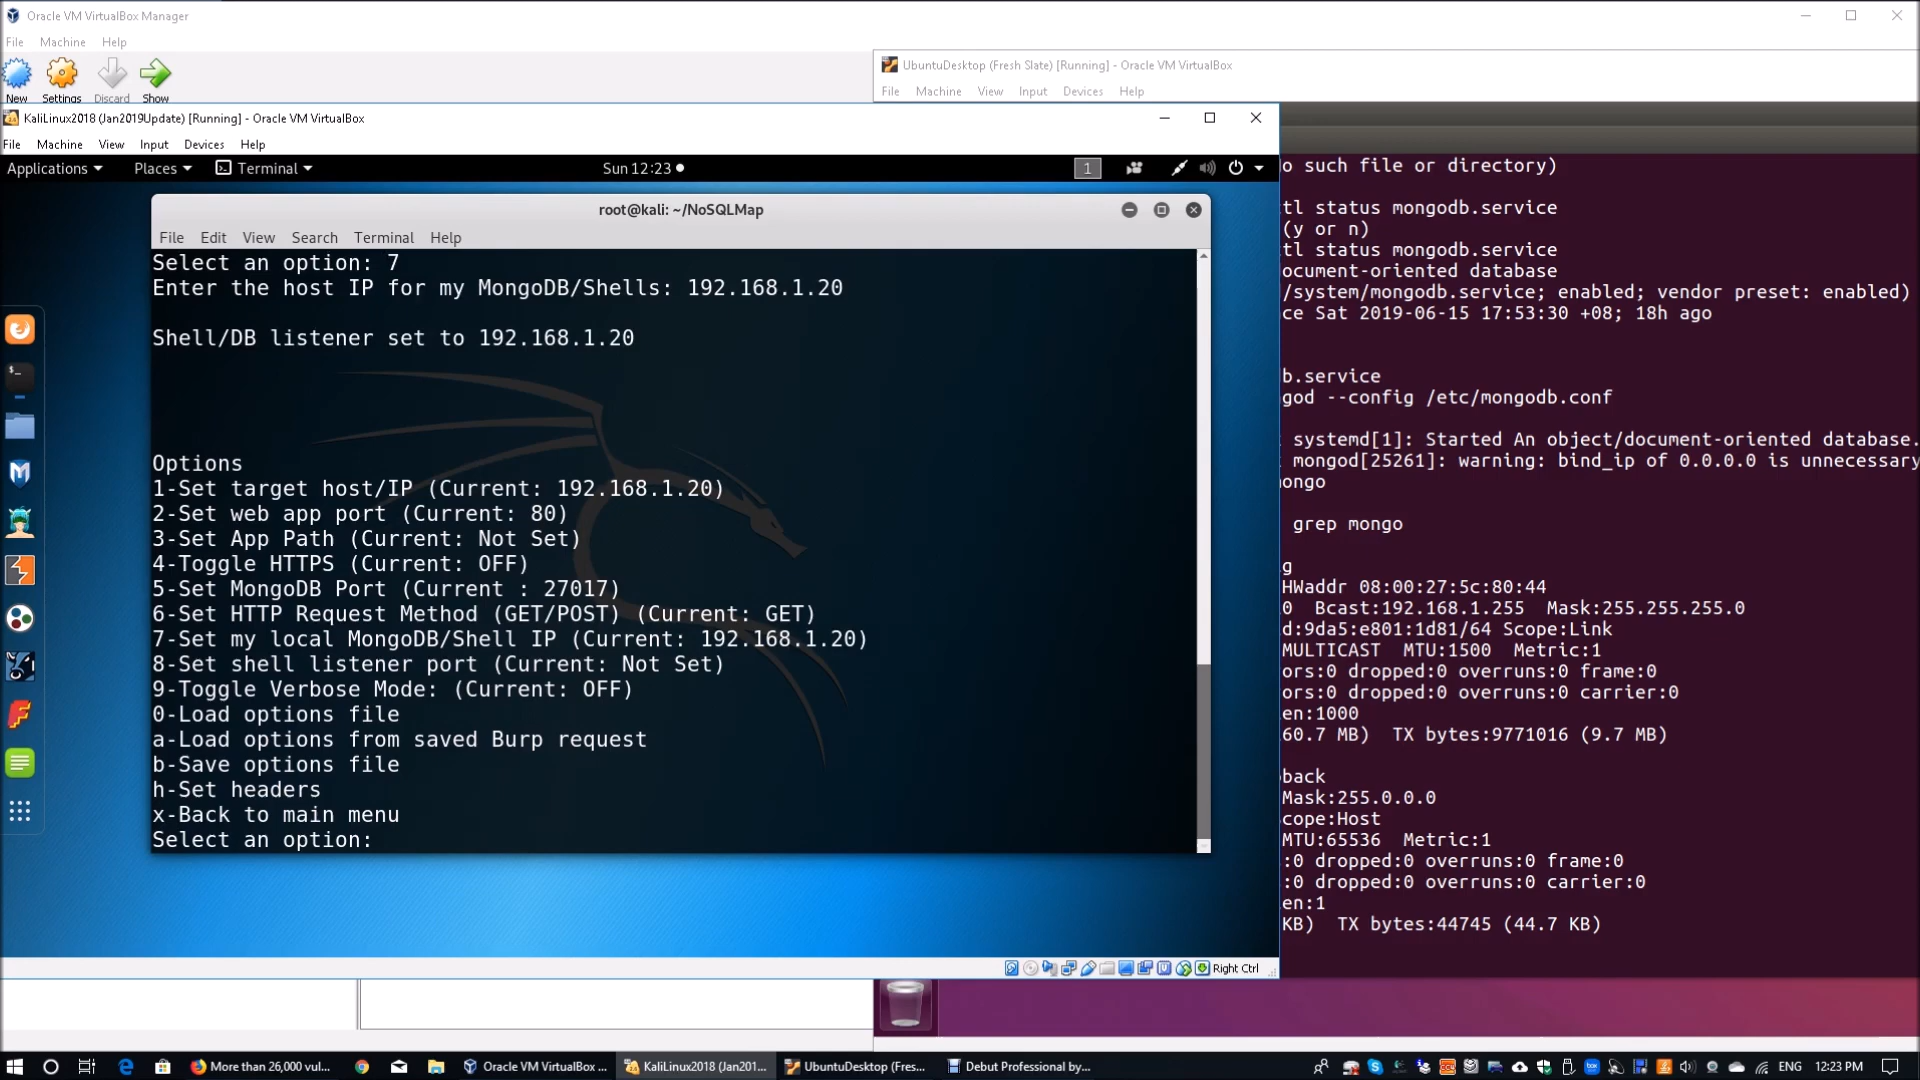 Oracle VM VirtualBox Manager
File Machine Help
New Settings Discard Show
UbuntuDesktop (Fresh Slate) [Running] - Oracle VM VirtualBox
File Machine View Input Devices Help
KaliLinux2018 (Jan2019Update) [Running] - Oracle VM VirtualBox
File Machine View Input Devices Help
Applications Places Terminal Sun 12:23 1
root@kali: ~/NoSQLMap
File Edit View Search Terminal Help
Select an option: 7
Enter the host IP for my MongoDB/Shells: 192.168.1.20
Shell/DB listener set to 192.168.1.20
Options
1-Set target host/IP (Current: 192.168.1.20)
2-Set web app port (Current: 80)
3-Set App Path (Current: Not Set)
4-Toggle HTTPS (Current: OFF)
5-Set MongoDB Port (Current : 27017)
6-Set HTTP Request Method (GET/POST) (Current: GET)
7-Set my local MongoDB/Shell IP (Current: 192.168.1.20)
8-Set shell listener port (Current: Not Set)
9-Toggle Verbose Mode: (Current: OFF)
0-Load options file
a-Load options from saved Burp request
b-Save options file
h-Set headers
x-Back to main menu
Select an option:
Right Ctrl
o such file or directory)
tl status mongodb.service
(y or n)
tl status mongodb.service
ocument-oriented database
/system/mongodb.service; enabled; vendor preset: enabled)
ce Sat 2019-06-15 17:53:30 +08; 18h ago
b.service
god --config /etc/mongodb.conf
systemd[1]: Started An object/document-oriented database.
mongod[25261]: warning: bind_ip of 0.0.0.0 is unnecessary
ongo
grep mongo
g
HWaddr 08:00:27:5c:80:44
0 Bcast:192.168.1.255 Mask:255.255.255.0
d:9da5:e801:1d81/64 Scope:Link
MULTICAST MTU:1500 Metric:1
ors:0 dropped:0 overruns:0 frame:0
ors:0 dropped:0 overruns:0 carrier:0
en:1000
60.7 MB) TX bytes:9771016 (9.7 MB)
back
Mask:255.0.0.0
cope:Host
MTU:65536 Metric:1
:0 dropped:0 overruns:0 frame:0
:0 dropped:0 overruns:0 carrier:0
en:1
KB) TX bytes:44745 (44.7 KB)
More than 26,000 vul... Oracle VM VirtualBox ... KaliLinux2018 (Jan201... UbuntuDesktop (Fres... Debut Professional by... ENG 12:23 PM